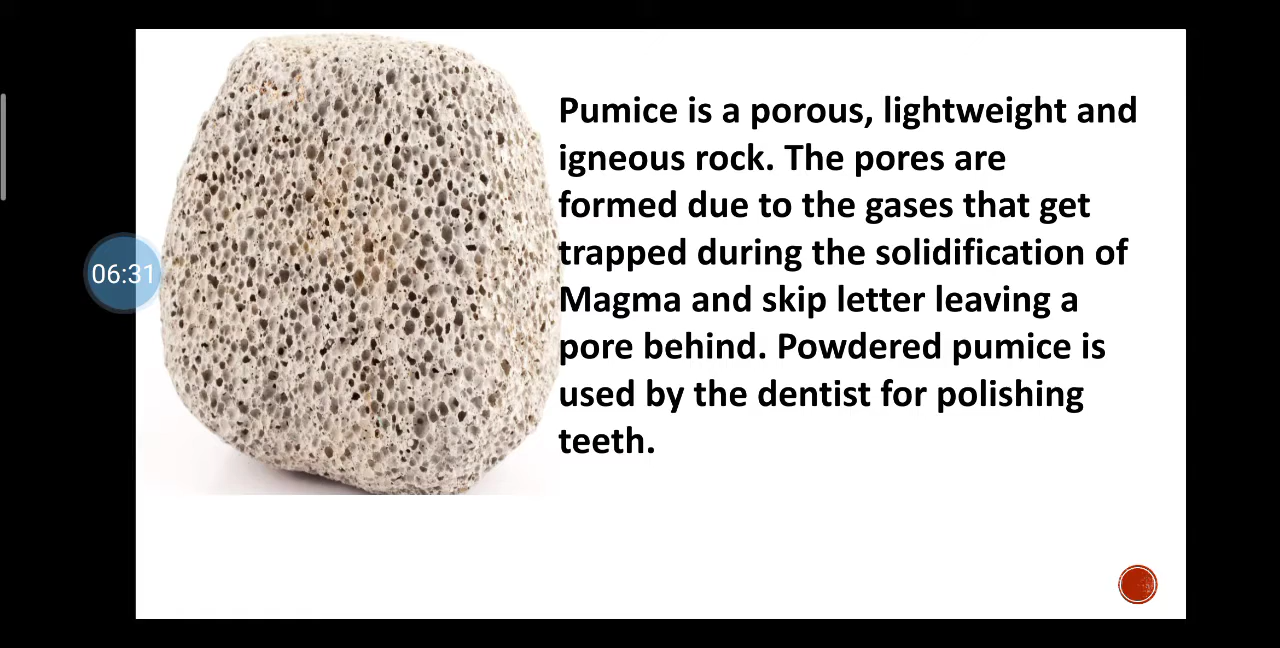 Pumice is a porous, lightweight and
igneous rock. The pores are
formed due to the gases that get
trapped during the solidification of
Magma and skip letter leaving a
pore behind. Powdered pumice is
used by the dentist for polishing
teeth.
06:31